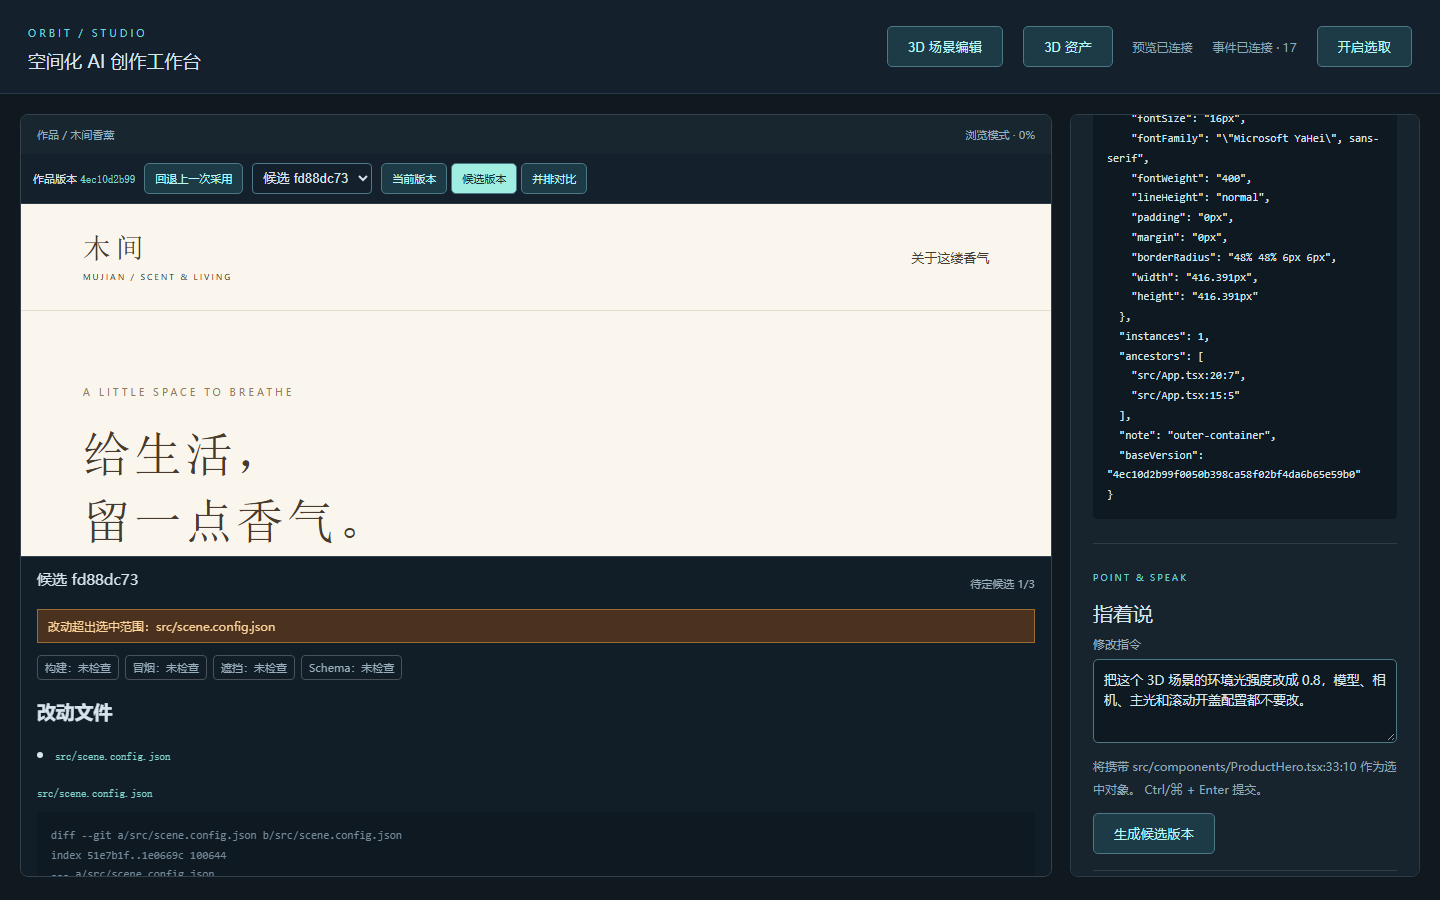 ORBIT / STUDIO
空间化 AI 创作工作台
3D 场景编辑
3D 资产
预览已连接
事件已连接 · 17
开启选取
作品 / 木间香薰
浏览模式 · 0%
作品版本 4ec10d2b99
回退上一次采用
候选 fd88dc73
当前版本
候选版本
并排对比
木间
MUJIAN / SCENT & LIVING
关于这缕香气
A LITTLE SPACE TO BREATHE
给生活，
留一点香气。
候选 fd88dc73
待定候选 1/3
改动超出选中范围：src/scene.config.json
构建：未检查
冒烟：未检查
遮挡：未检查
Schema：未检查
改动文件
src/scene.config.json
src/scene.config.json
diff --git a/src/scene.config.json b/src/scene.config.json
index 51e7b1f..1e0669c 100644
--- a/src/scene.config.json
"fontSize": "16px",
"fontFamily": "\"Microsoft YaHei\", sans-
serif",
"fontWeight": "400",
"lineHeight": "normal",
"padding": "0px",
"margin": "0px",
"borderRadius": "48% 48% 6px 6px",
"width": "416.391px",
"height": "416.391px"
},
"instances": 1,
"ancestors": [
"src/App.tsx:20:7",
"src/App.tsx:15:5"
],
"note": "outer-container",
"baseVersion":
"4ec10d2b99f0050b398ca58f02bf4da6b65e59b0"
}
POINT & SPEAK
指着说
修改指令
把这个 3D 场景的环境光强度改成 0.8，模型、相
机、主光和滚动开盖配置都不要改。
将携带 src/components/ProductHero.tsx:33:10 作为选
中对象。 Ctrl/⌘ + Enter 提交。
生成候选版本